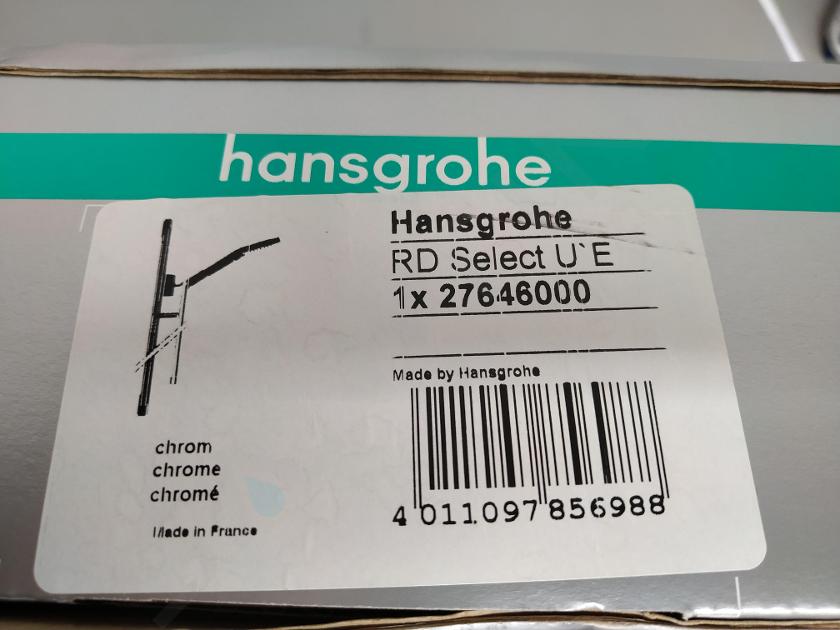 hansgrohe
Hansgrohe
RD Select U`E
1x 27646000
Made by Hansgrohe
4 011097 856988
chrom
chrome
chromé
Made in France